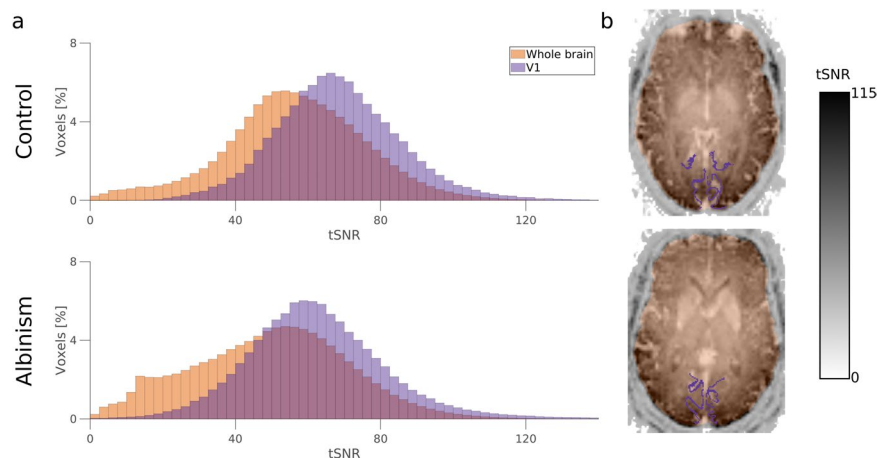 a
b
Control
Voxels [%]
8
4
0
Whole brain
V1
0
40
80
120
tSNR
Albinism
Voxels [%]
8
4
0
0
40
80
120
tSNR
tSNR
115
0